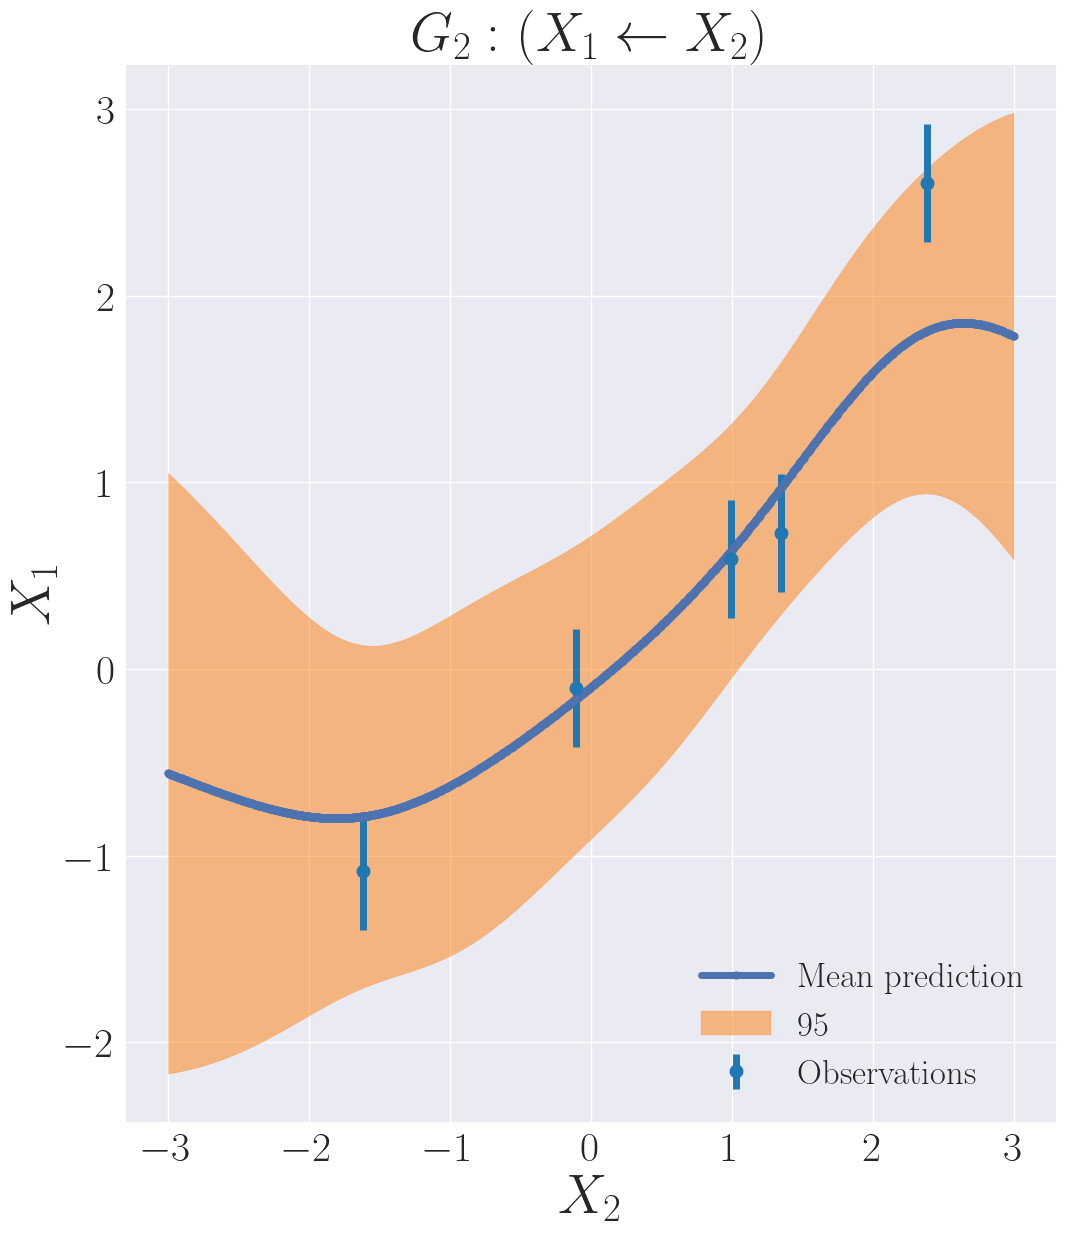 G₂ : (X₁ ← X₂)
3
2
1
0
−1
−2
X₁
Mean prediction
95
Observations
−3 −2 −1 0 1 2 3
X₂